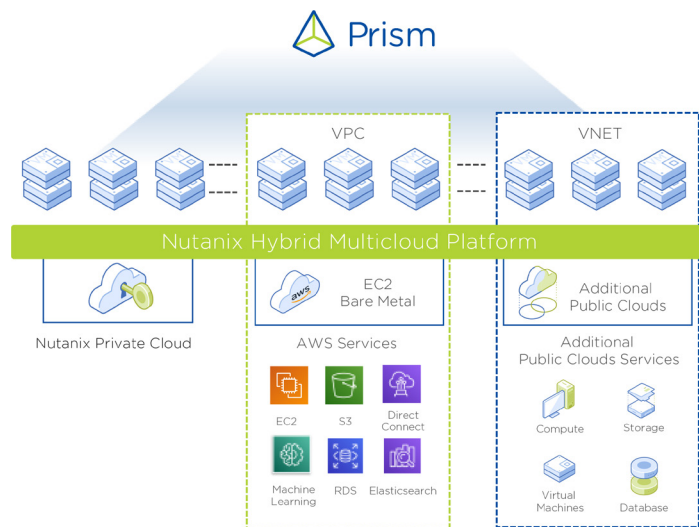 Prism
VPC
VNET
Nutanix Hybrid Multicloud Platform
aws
EC2
Bare Metal
Additional
Public Clouds
Nutanix Private Cloud
AWS Services
Additional
Public Clouds Services
EC2
S3
Direct
Connect
Compute
Storage
Machine
Learning
RDS
Elasticsearch
Virtual
Machines
Database